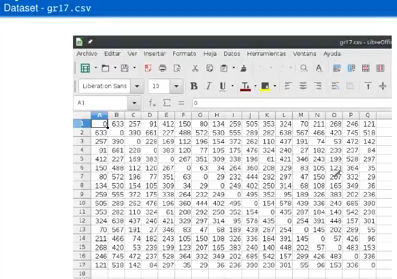 Dataset - gr17.csv
gr17.csv - LibreOffic
Archivo Editar Ver Insertar Formato Hoja Datos Herramientas Ventana Ayuda
Liberation Sans 10
A1 0
A B C D E F G H I J K L M N O P Q
1 0 633 257 91 412 150 80 134 259 505 353 324 70 211 268 246 121
2 633 0 390 661 227 488 572 530 555 289 282 638 567 466 420 745 518
3 257 390 0 228 169 112 196 154 372 262 110 437 191 74 53 472 142
4 91 661 228 0 383 120 77 105 175 476 324 240 27 182 239 237 84
5 412 227 169 383 0 267 351 309 338 196 61 421 346 243 199 528 297
6 150 488 112 120 267 0 63 34 264 360 208 329 83 105 123 364 35
7 80 572 196 77 351 63 0 29 232 444 292 297 47 150 207 332 29
8 134 530 154 105 309 34 29 0 249 402 250 314 68 108 165 349 36
9 259 555 372 175 338 264 232 249 0 495 352 95 189 326 383 202 236
10 505 289 262 476 196 360 444 402 495 0 154 578 439 336 240 685 390
11 353 282 110 324 61 208 292 250 352 154 0 435 287 184 140 542 238
12 324 638 437 240 421 329 297 314 95 578 435 0 254 391 448 157 301
13 70 567 191 27 346 83 47 68 189 439 287 254 0 145 202 289 55
14 211 466 74 182 243 105 150 108 326 336 184 391 145 0 57 426 96
15 268 420 53 239 199 123 207 165 383 240 140 448 202 57 0 483 153
16 246 745 472 237 528 364 332 349 202 685 542 157 289 426 483 0 336
17 121 518 142 84 297 35 29 36 236 390 238 301 55 96 153 336 0
18